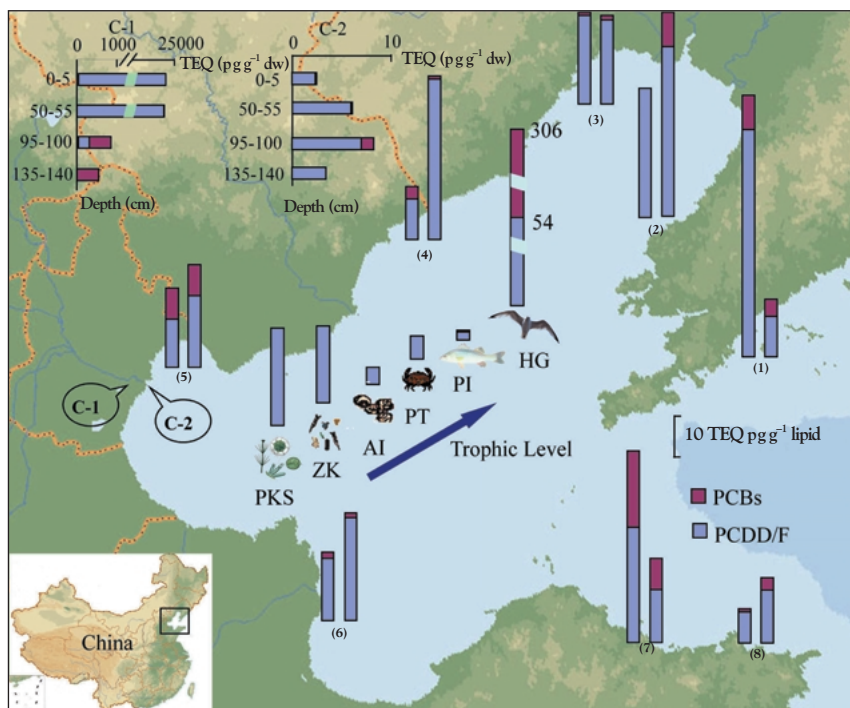 C-1
0 1000 25000
TEQ (pg g⁻¹ dw)
0-5
50-55
95-100
135-140
Depth (cm)
C-2
0 10
TEQ (pg g⁻¹ dw)
0-5
50-55
95-100
135-140
Depth (cm)
306
54
(3)
(2)
(4)
(1)
(5)
HG
PI
PT
AI
ZK
PKS
C-1
C-2
Trophic Level
10 TEQ pg g⁻¹ lipid
PCBs
PCDD/F
(6)
(7)
(8)
China